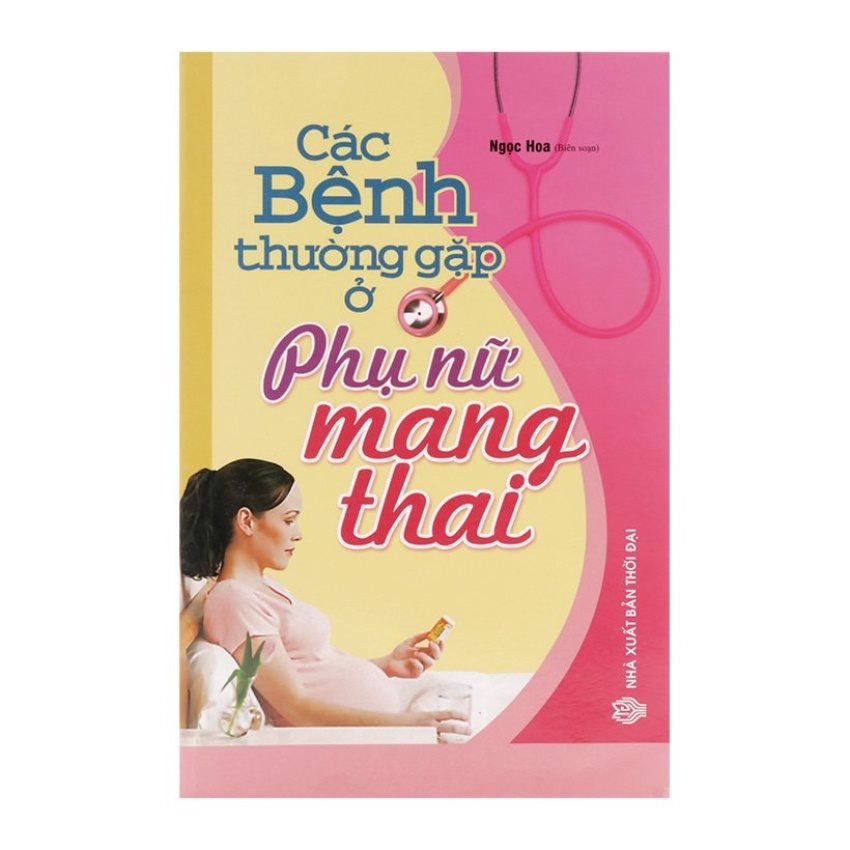 Ngọc Hoa (Biên soạn)
Các
Bệnh
thường gặp
ở
Phụ nữ
mang
thai
NHÀ XUẤT BẢN THỜI ĐẠI